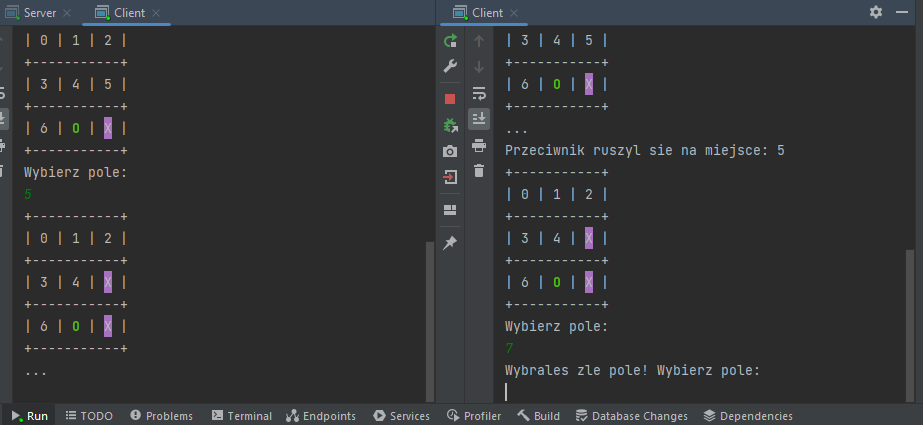 Server Client
| 0 | 1 | 2 |
+-----------+
| 3 | 4 | 5 |
+-----------+
| 6 | O | X |
+-----------+
Wybierz pole:
5
+-----------+
| 0 | 1 | 2 |
+-----------+
| 3 | 4 | X |
+-----------+
| 6 | O | X |
+-----------+
...
Client
| 3 | 4 | 5 |
+-----------+
| 6 | O | X |
+-----------+
...
Przeciwnik ruszyl sie na miejsce: 5
+-----------+
| 0 | 1 | 2 |
+-----------+
| 3 | 4 | X |
+-----------+
| 6 | O | X |
+-----------+
Wybierz pole:
7
Wybrales zle pole! Wybierz pole:
Run TODO Problems Terminal Endpoints Services Profiler Build Database Changes Dependencies